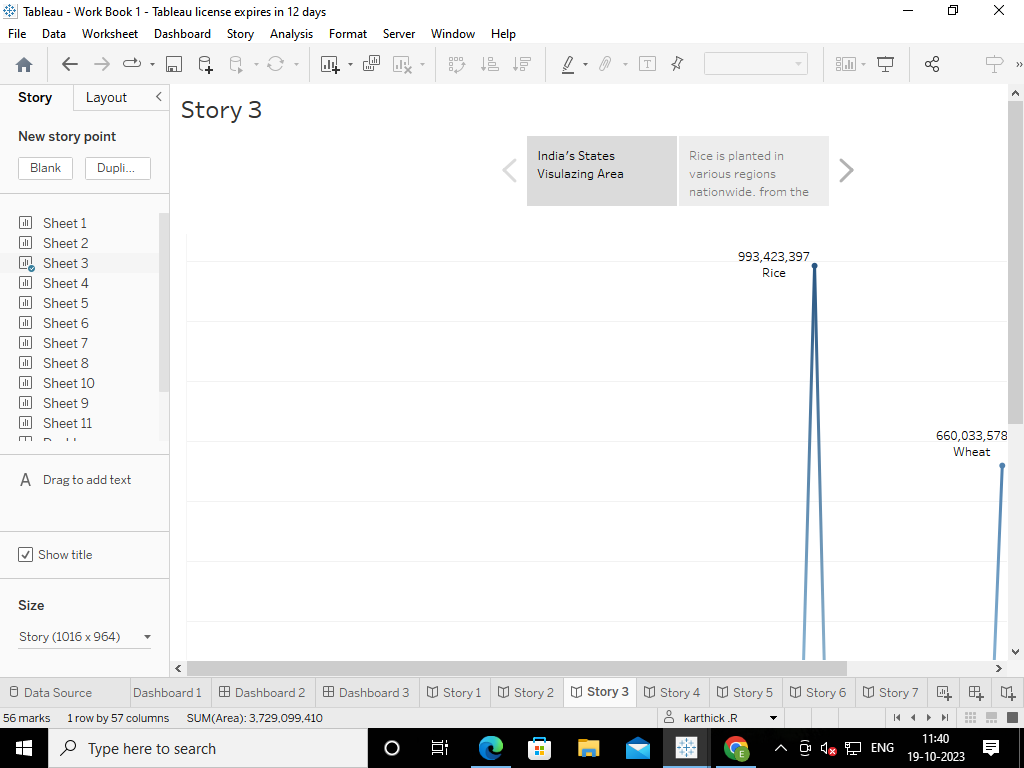 Tableau - Work Book 1 - Tableau license expires in 12 days
File Data Worksheet Dashboard Story Analysis Format Server Window Help
Story Layout
New story point
Blank Dupli...
Sheet 1
Sheet 2
Sheet 3
Sheet 4
Sheet 5
Sheet 6
Sheet 7
Sheet 8
Sheet 10
Sheet 9
Sheet 11
A Drag to add text
Show title
Size
Story (1016 x 964)
Story 3
India's States
Visulazing Area
Rice is planted in
various regions
nationwide. from the
993,423,397
Rice
660,033,578
Wheat
Data Source Dashboard 1 Dashboard 2 Dashboard 3 Story 1 Story 2 Story 3 Story 4 Story 5 Story 6 Story 7
56 marks 1 row by 57 columns SUM(Area): 3,729,099,410 karthick .R
Type here to search
ENG
11:40
19-10-2023